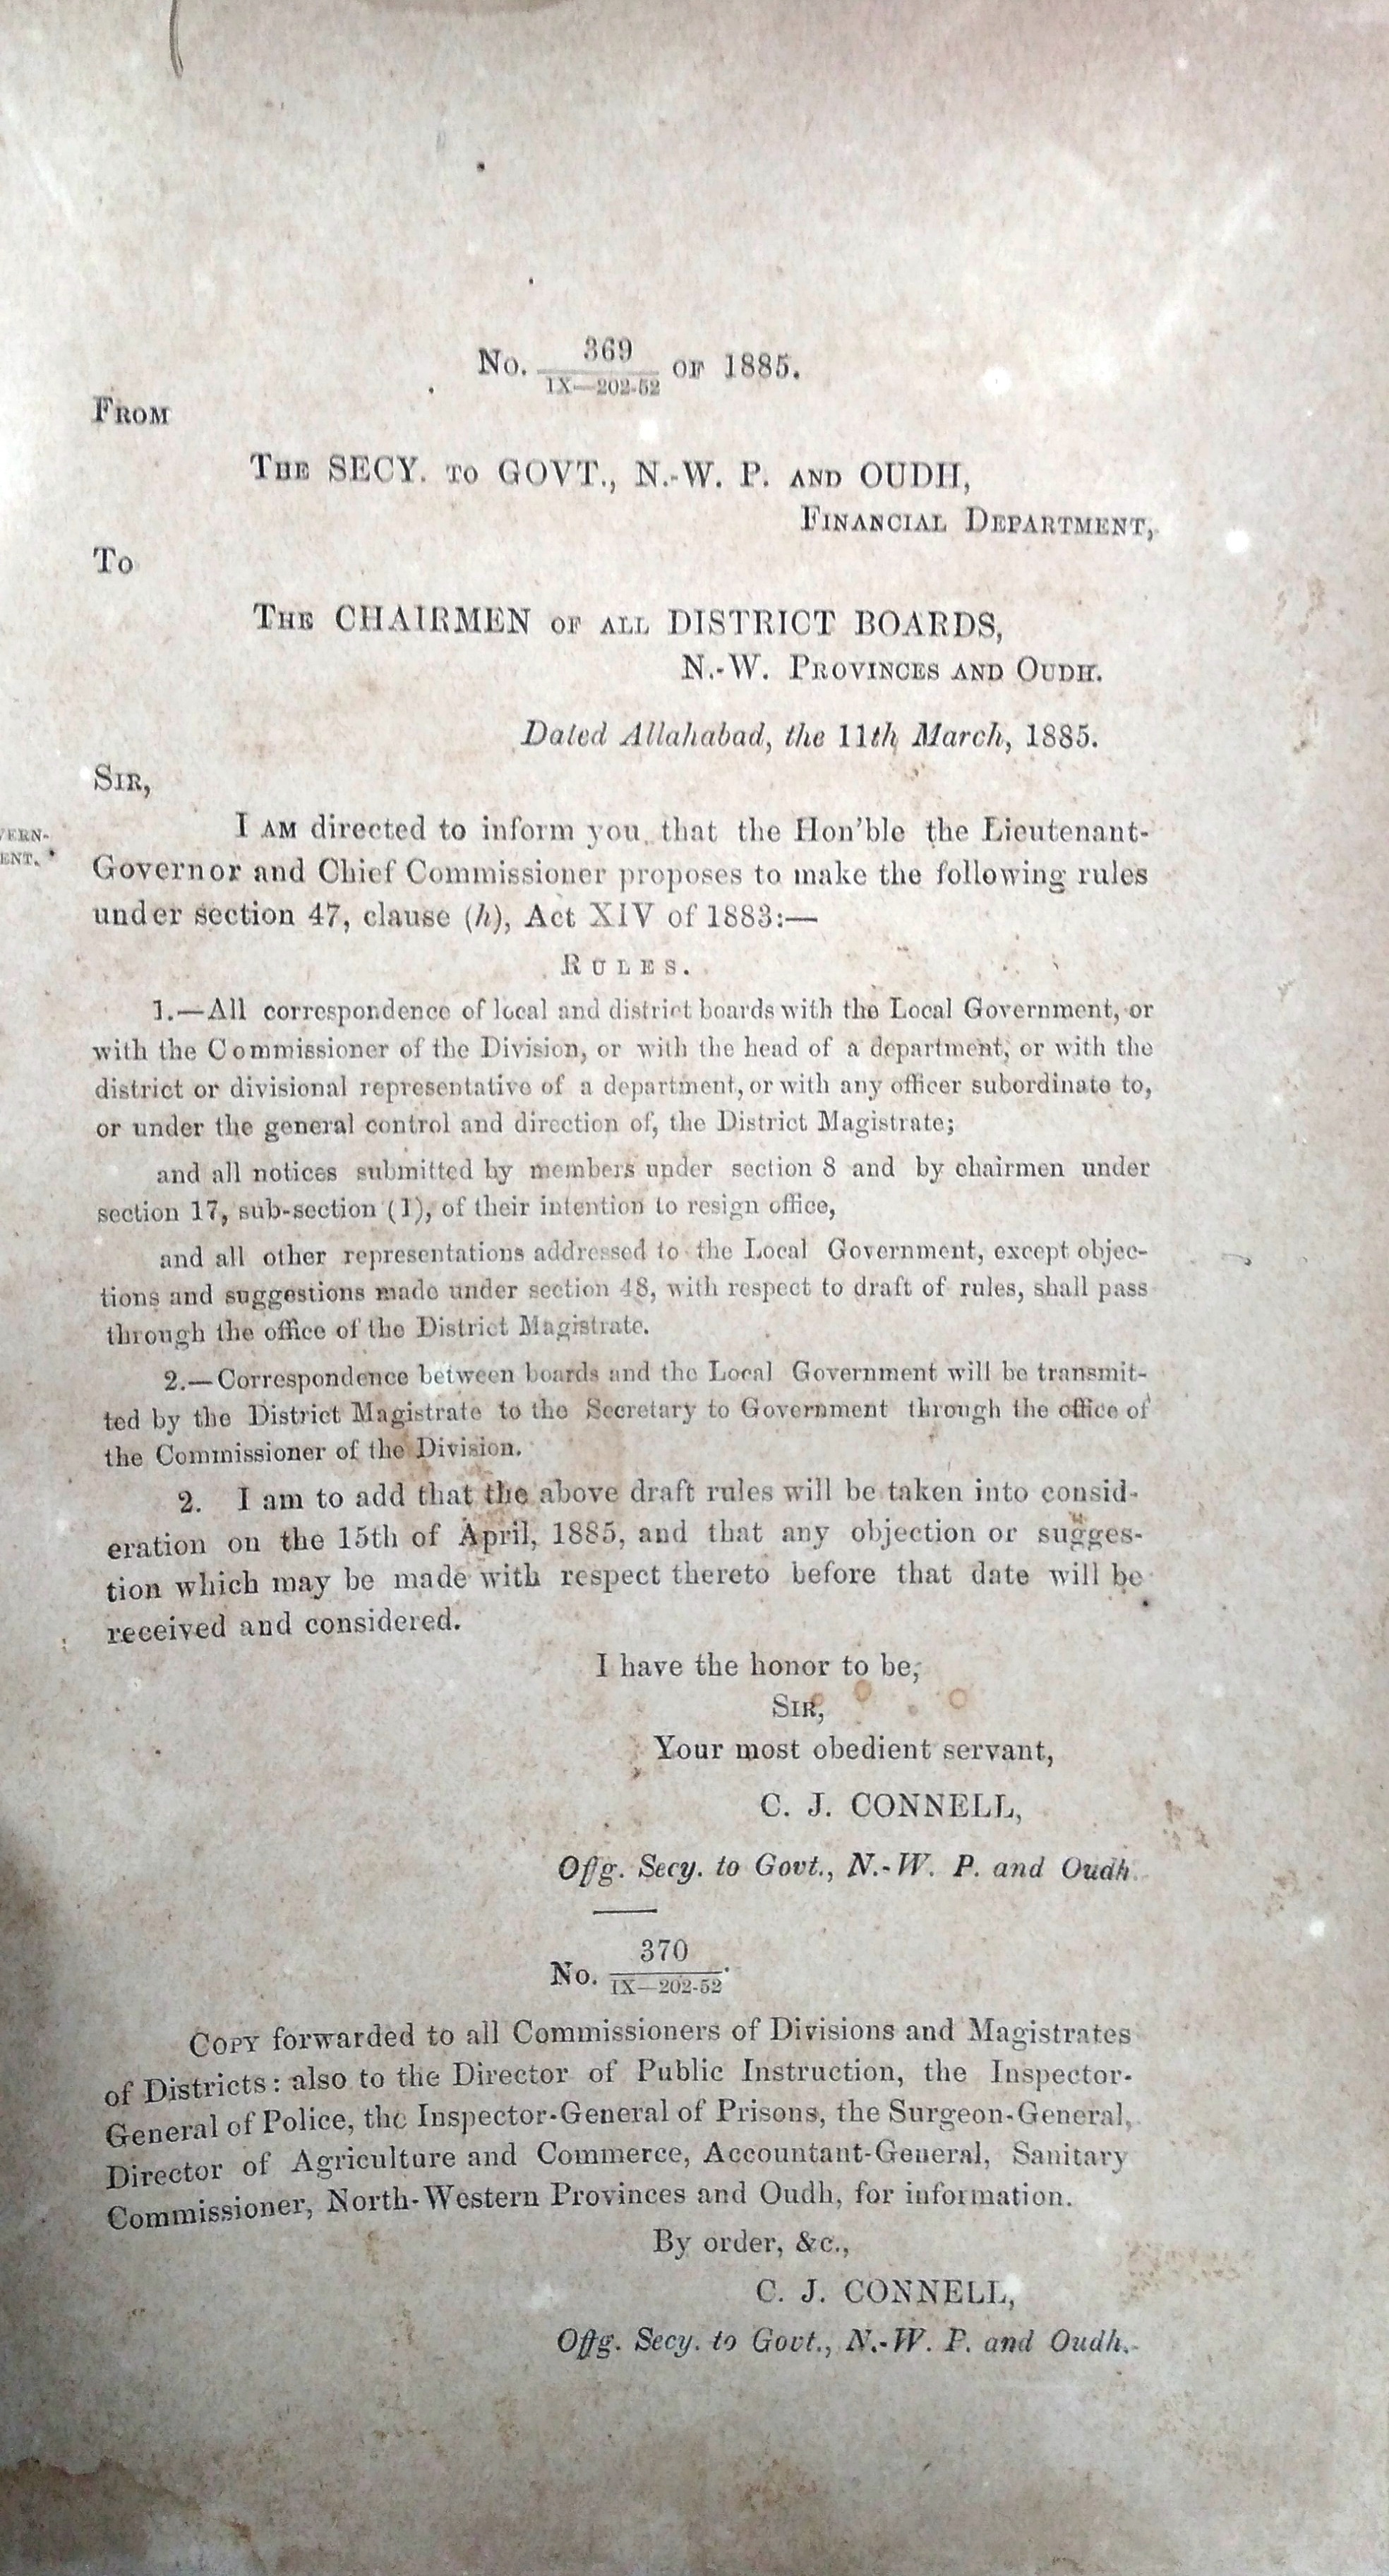 No. 369
IX—202-52 OF 1885.
FROM
THE SECY. TO GOVT., N.-W. P. AND OUDH,
FINANCIAL DEPARTMENT,
To
THE CHAIRMEN OF ALL DISTRICT BOARDS,
N.-W. PROVINCES AND OUDH.
Dated Allahabad, the 11th March, 1885.
SIR,
VERN-
ENT.
I AM directed to inform you that the Hon'ble the Lieutenant-
Governor and Chief Commissioner proposes to make the following rules
under section 47, clause (h), Act XIV of 1883:—
RULES.
1.—All correspondence of local and district boards with the Local Government, or
with the Commissioner of the Division, or with the head of a department, or with the
district or divisional representative of a department, or with any officer subordinate to,
or under the general control and direction of, the District Magistrate;
and all notices submitted by members under section 8 and by chairmen under
section 17, sub-section (1), of their intention to resign office,
and all other representations addressed to the Local Government, except objec-
tions and suggestions made under section 48, with respect to draft of rules, shall pass
through the office of the District Magistrate.
2.—Correspondence between boards and the Local Government will be transmit-
ted by the District Magistrate to the Secretary to Government through the office of
the Commissioner of the Division.
2. I am to add that the above draft rules will be taken into consid-
eration on the 15th of April, 1885, and that any objection or sugges-
tion which may be made with respect thereto before that date will be
received and considered.
I have the honor to be,
SIR,
Your most obedient servant,
C. J. CONNELL,
Offg. Secy. to Govt., N.-W. P. and Oudh.
No. 370
IX—202-52.
COPY forwarded to all Commissioners of Divisions and Magistrates
of Districts: also to the Director of Public Instruction, the Inspector-
General of Police, the Inspector-General of Prisons, the Surgeon-General,
Director of Agriculture and Commerce, Accountant-General, Sanitary
Commissioner, North-Western Provinces and Oudh, for information.
By order, &c.,
C. J. CONNELL,
Offg. Secy. to Govt., N.-W. P. and Oudh.